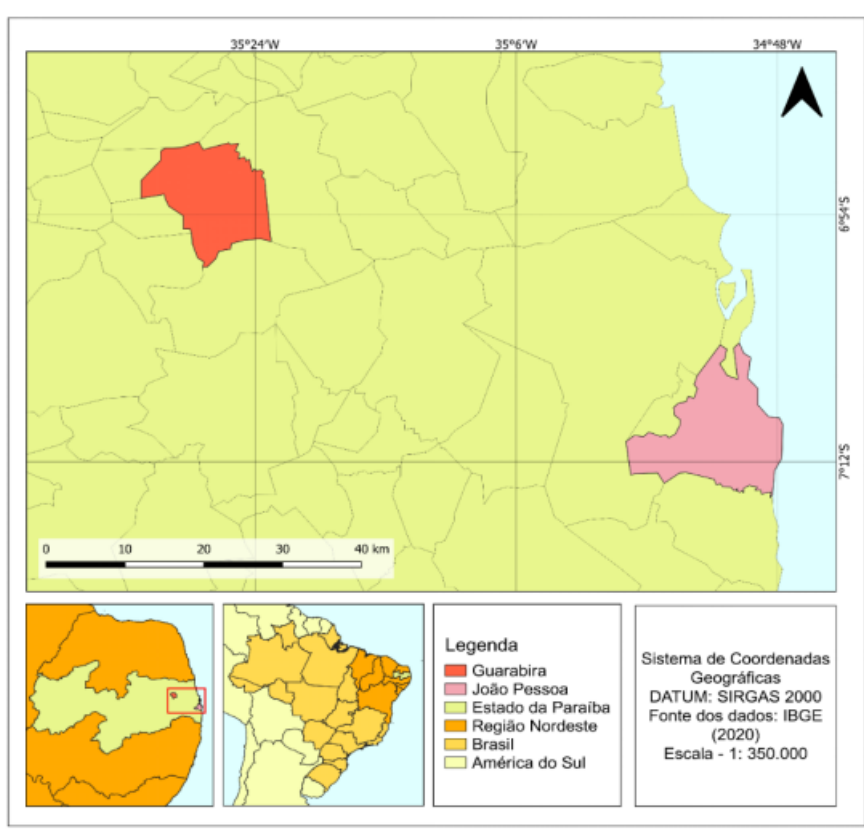 35°24'W 35°6'W 34°48'W
6°54'S
7°12'S
0 10 20 30 40 km
Legenda
Guarabira
João Pessoa
Estado da Paraíba
Região Nordeste
Brasil
América do Sul
Sistema de Coordenadas
Geográficas
DATUM: SIRGAS 2000
Fonte dos dados: IBGE
(2020)
Escala - 1: 350.000